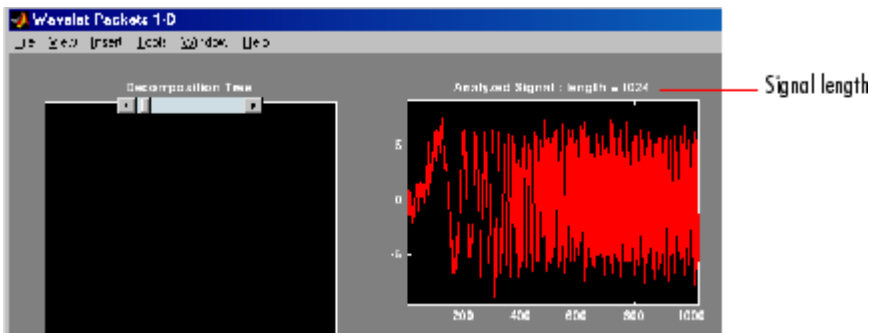 Wavelet Packets 1-D
File View Insert Tools Window Help
Decomposition Tree
Analyzed Signal : length = 1024
Signal length
5
0
-5
200 400 600 800 1000